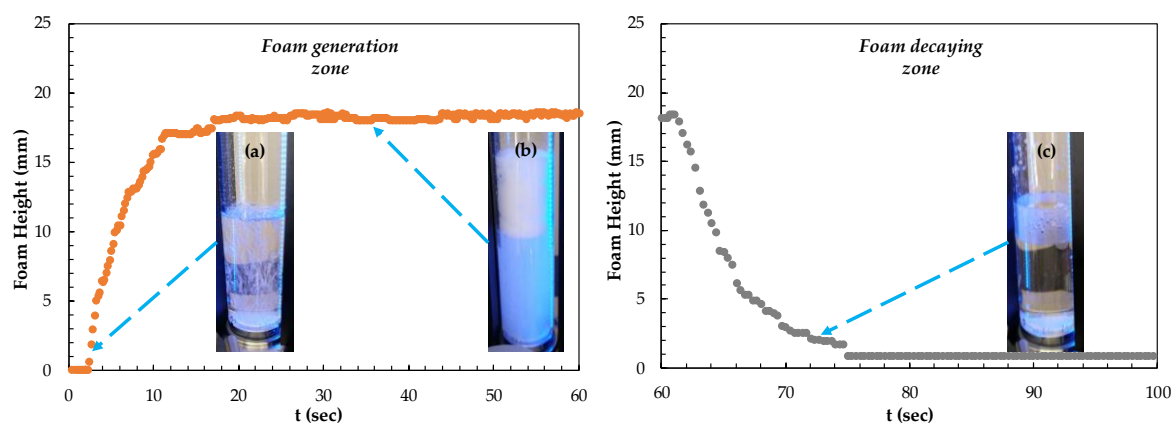 Foam generation
zone
25
20
15
10
5
0
Foam Height (mm)
0 10 20 30 40 50 60
t (sec)
(a)
(b)
Foam decaying
zone
25
20
15
10
5
0
Foam Height (mm)
60 70 80 90 100
t (sec)
(c)